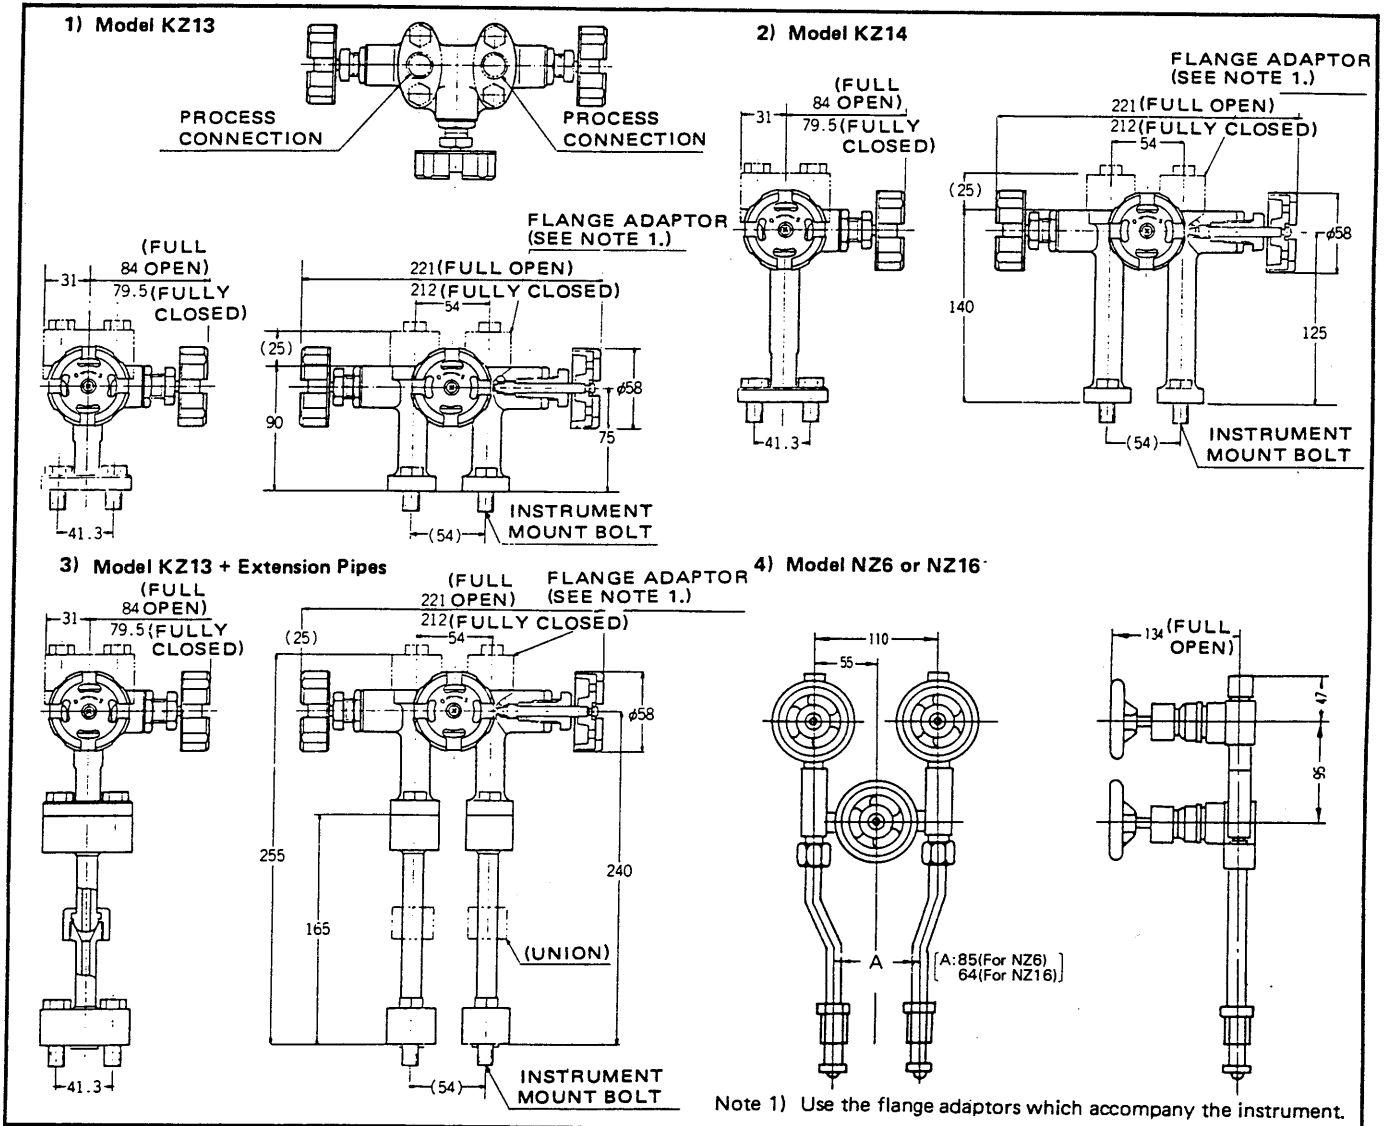 1) Model KZ13
PROCESS
CONNECTION
PROCESS
CONNECTION
FLANGE ADAPTOR
(SEE NOTE 1.)
(FULL
84 OPEN)
31
79.5(FULLY
CLOSED)
221(FULL OPEN)
212(FULLY CLOSED)
54
(25)
φ58
90
75
41.3
(54)
INSTRUMENT
MOUNT BOLT
2) Model KZ14
FLANGE ADAPTOR
(SEE NOTE 1.)
(FULL
84 OPEN)
31
79.5(FULLY
CLOSED)
221(FULL OPEN)
212(FULLY CLOSED)
54
(25)
φ58
140
125
41.3
(54)
INSTRUMENT
MOUNT BOLT
3) Model KZ13 + Extension Pipes
(FULL
84 OPEN)
31
79.5(FULLY
CLOSED)
(FULL
221 OPEN)
212(FULLY CLOSED)
54
FLANGE ADAPTOR
(SEE NOTE 1.)
(25)
φ58
255
165
240
(UNION)
41.3
(54)
INSTRUMENT
MOUNT BOLT
4) Model NZ6 or NZ16
110
55
134 (FULL
OPEN)
47
95
A
A:85(For NZ6)
64(For NZ16)
Note 1) Use the flange adaptors which accompany the instrument.